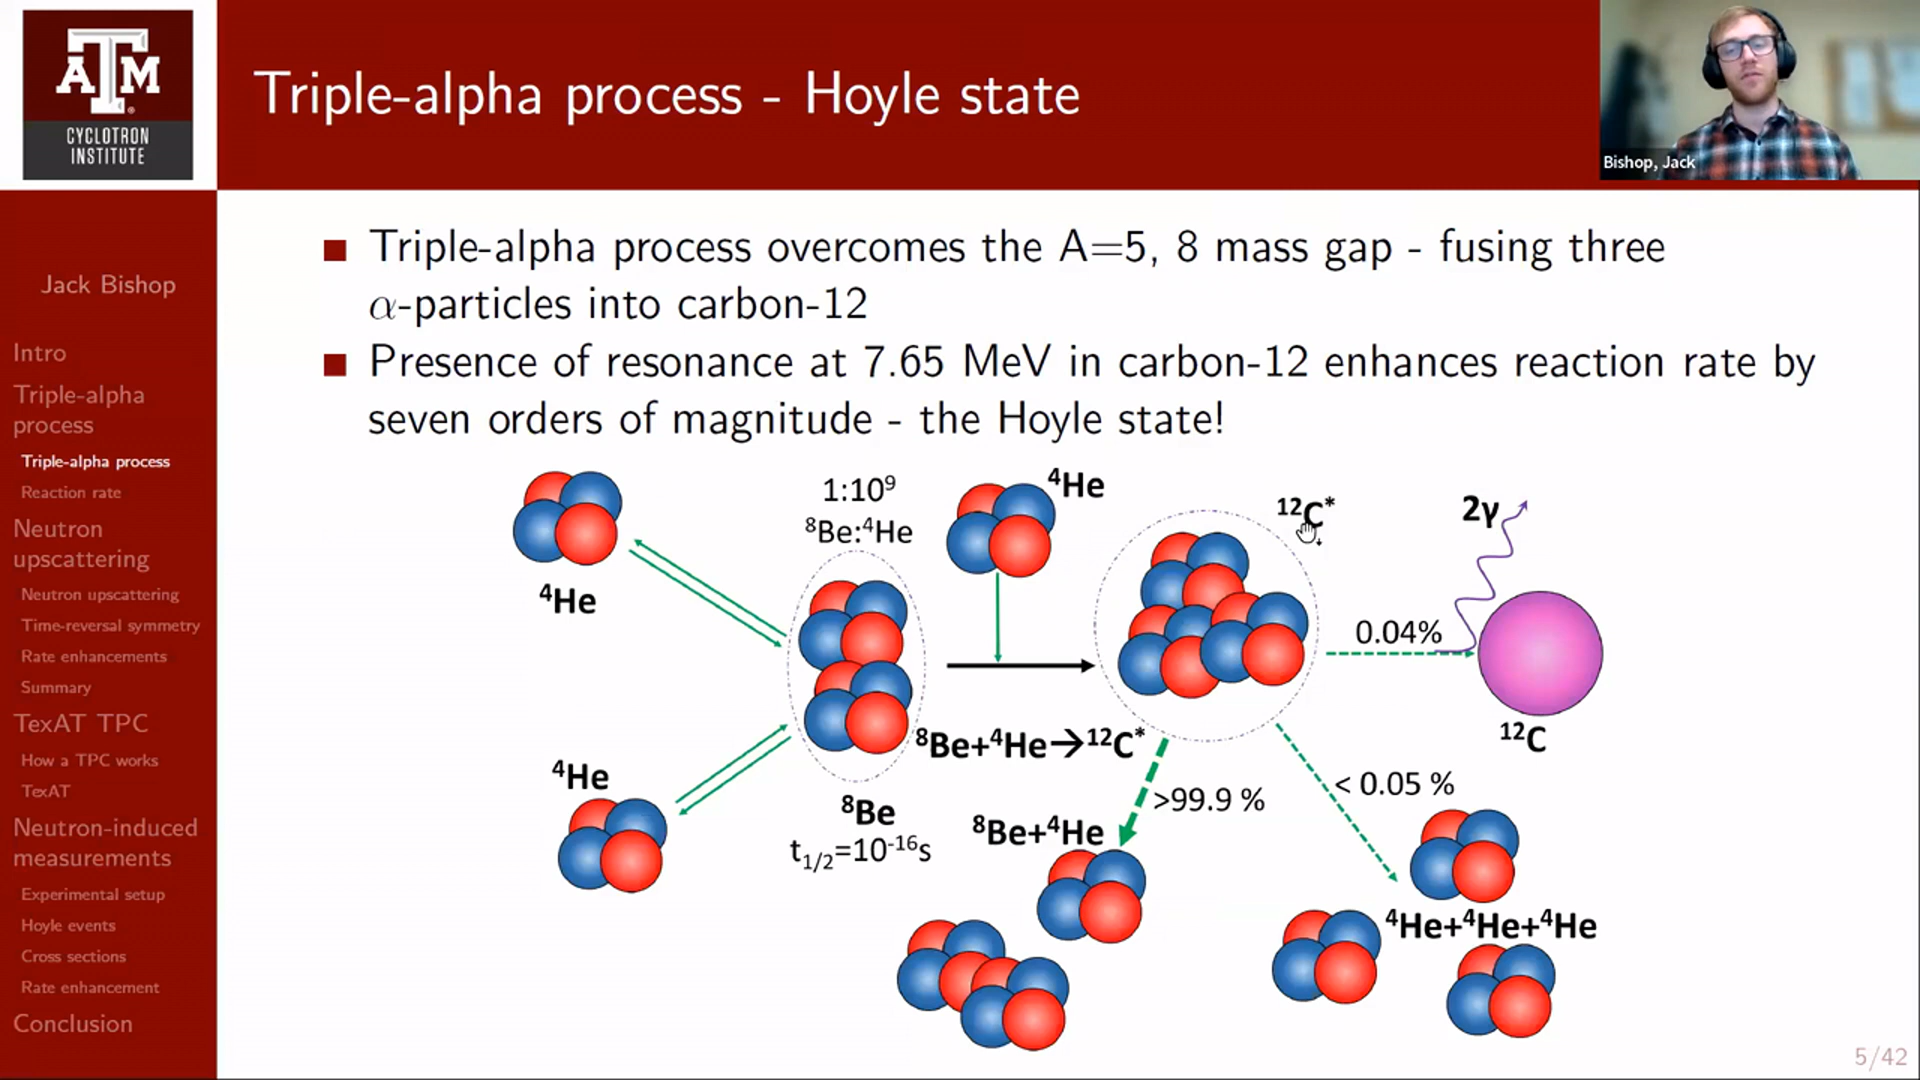 ATM
CYCLOTRON
INSTITUTE
Triple-alpha process - Hoyle state
Bishop, Jack
Jack Bishop
Intro
Triple-alpha
process
Triple-alpha process
Reaction rate
Neutron
upscattering
Neutron upscattering
Time-reversal symmetry
Rate enhancements
Summary
TexAT TPC
How a TPC works
TexAT
Neutron-induced
measurements
Experimental setup
Hoyle events
Cross sections
Rate enhancement
Conclusion
■ Triple-alpha process overcomes the A=5, 8 mass gap - fusing three
α-particles into carbon-12
■ Presence of resonance at 7.65 MeV in carbon-12 enhances reaction rate by
seven orders of magnitude - the Hoyle state!
⁴He
1:10⁹
⁸Be:⁴He
⁴He
¹²C*
2γ
0.04%
¹²C
⁴He
⁸Be
t₁/₂=10⁻¹⁶s
⁸Be+⁴He→¹²C*
>99.9 %
< 0.05 %
⁸Be+⁴He
⁴He+⁴He+⁴He
5/42